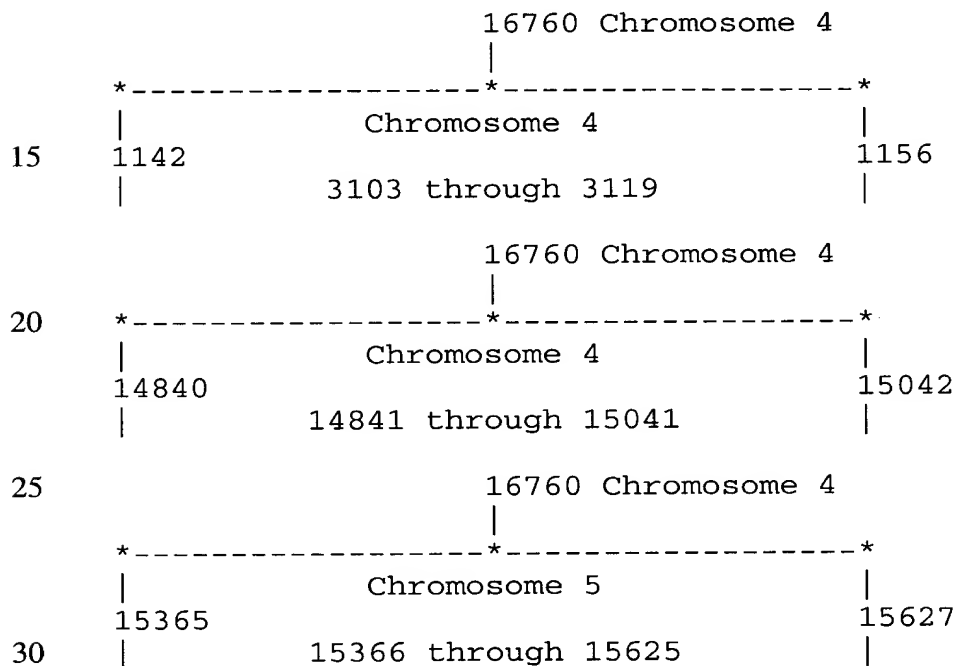 16760 Chromosome 4
|
*-------------------*-------------------*
| Chromosome 4 |
15 1142 1156
| 3103 through 3119 |
16760 Chromosome 4
|
20 *-------------------*-------------------*
| Chromosome 4 |
14840 15042
| 14841 through 15041 |
25 16760 Chromosome 4
|
*-------------------*-------------------*
| Chromosome 5 |
15365 15627
30 | 15366 through 15625 |